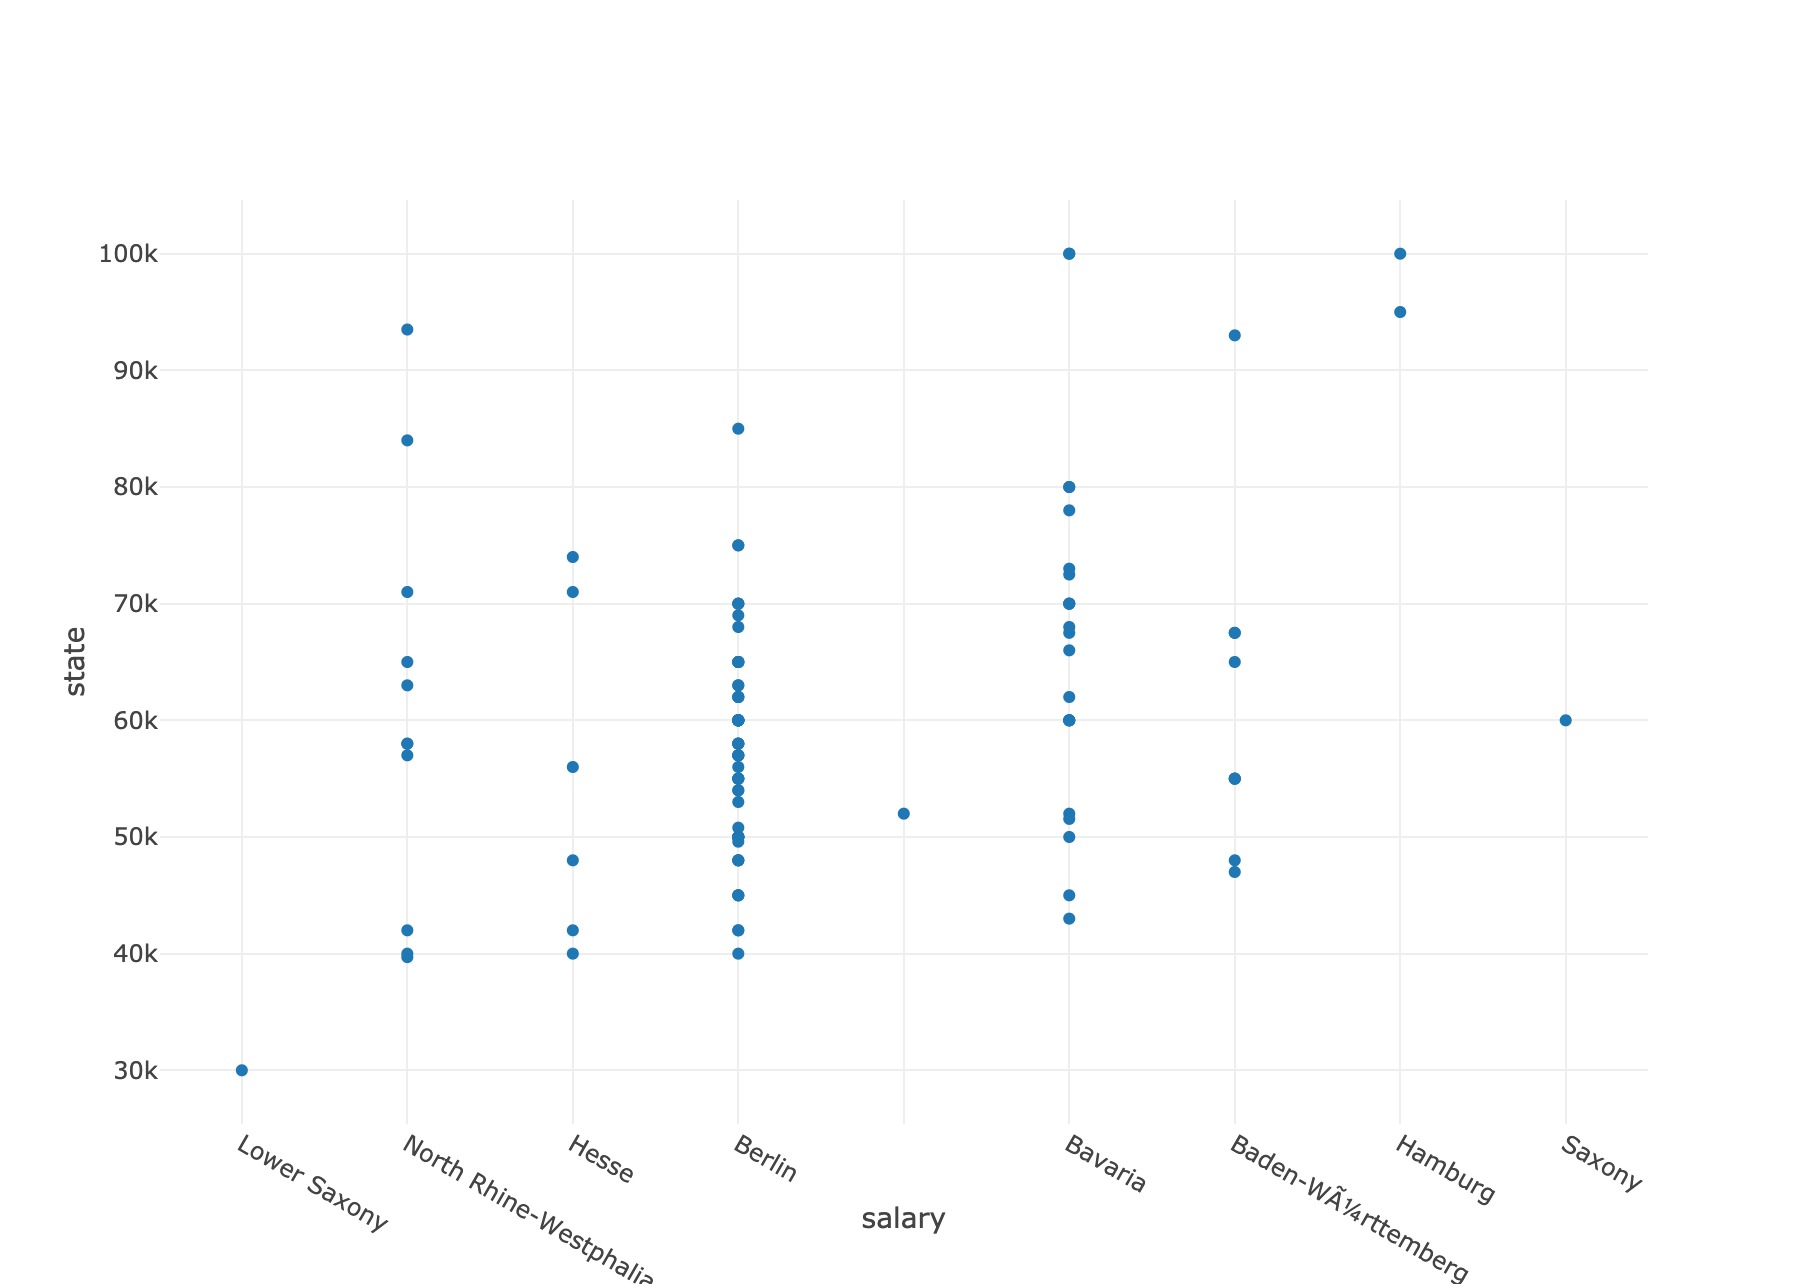 100k
90k
80k
70k
60k
50k
40k
30k
state
Lower Saxony
North Rhine-Westphalia
Hesse
Berlin
Bavaria
Baden-WÃ¼rttemberg
Hamburg
Saxony
salary